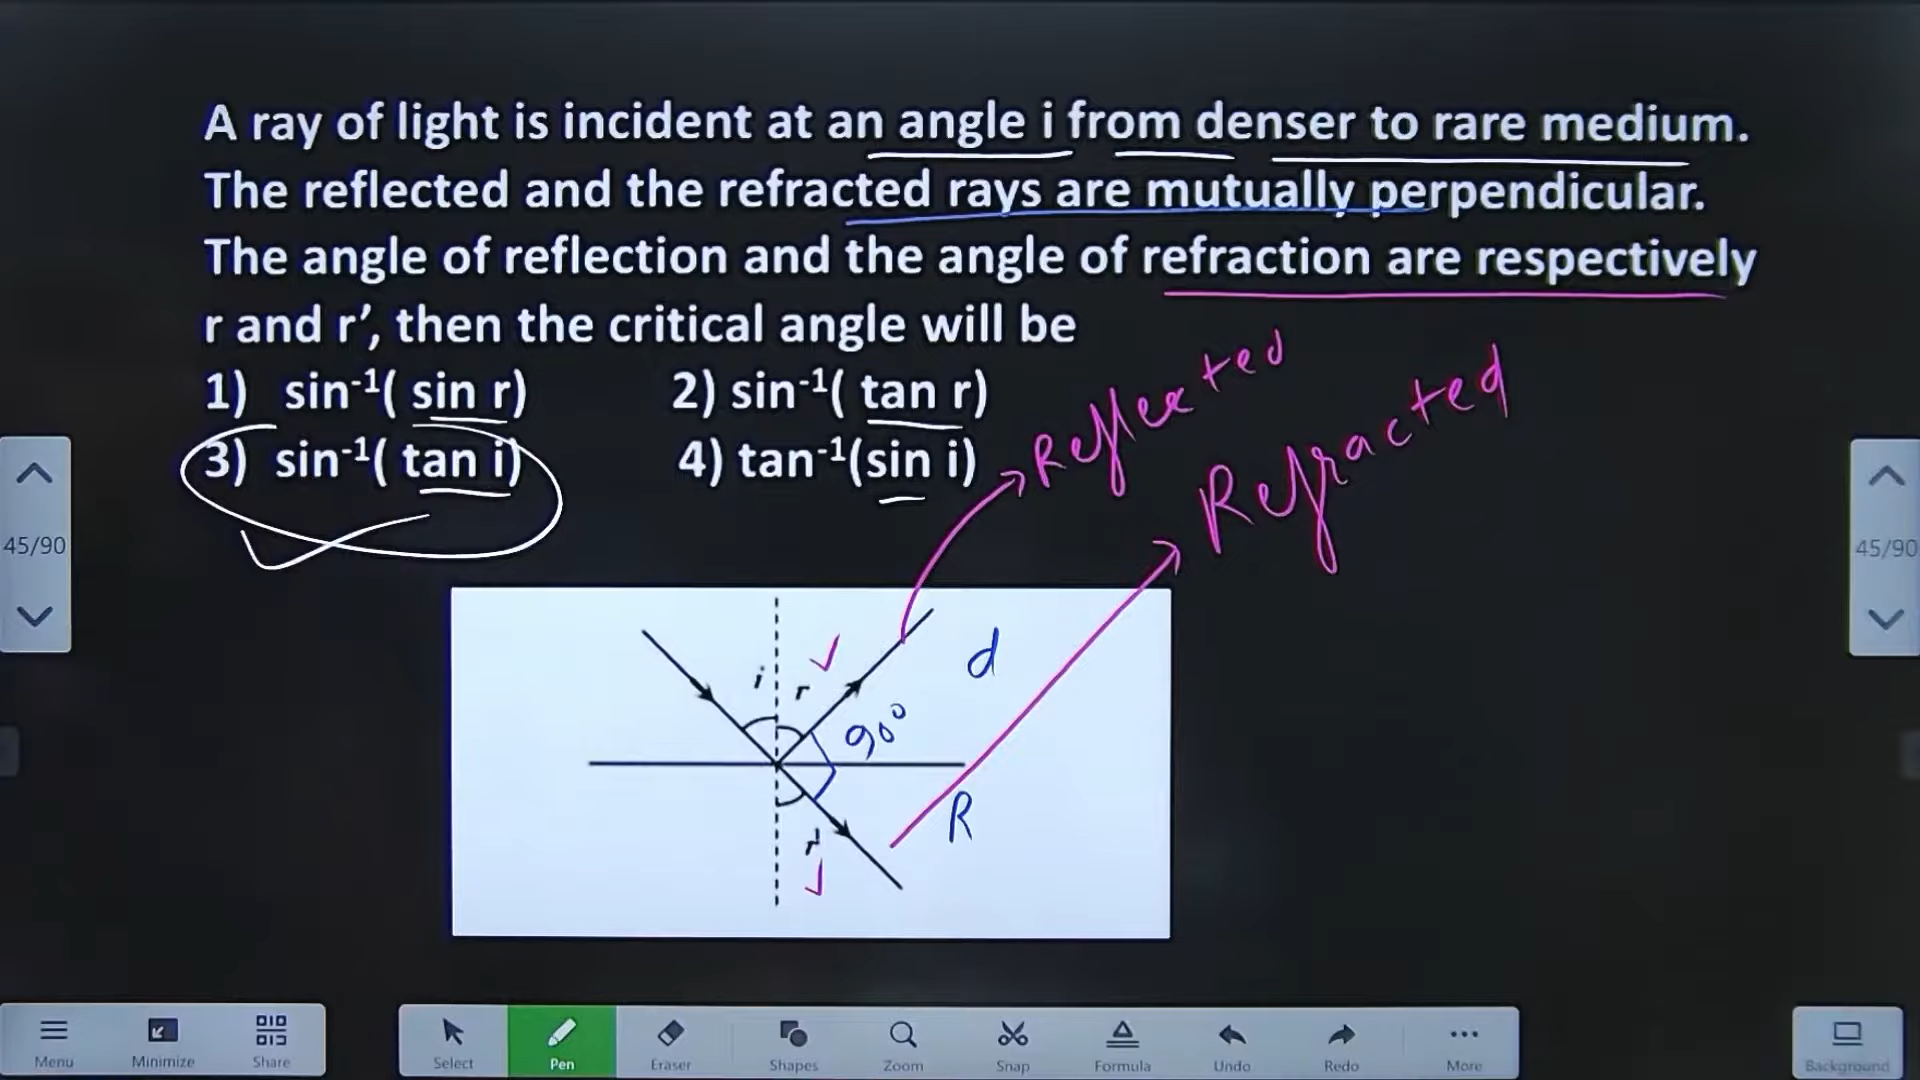 A ray of light is incident at an angle i from denser to rare medium.
The reflected and the refracted rays are mutually perpendicular.
The angle of reflection and the angle of refraction are respectively
r and r′, then the critical angle will be
1) sin⁻¹( sin r) 2) sin⁻¹( tan r)
3) sin⁻¹( tan i) 4) tan⁻¹(sin i)
Reflected
Refracted
45/90
45/90
d
i r
90°
R
r'
Menu Minimize Share Select Pen Eraser Shapes Zoom Snap Formula Undo Redo More Background